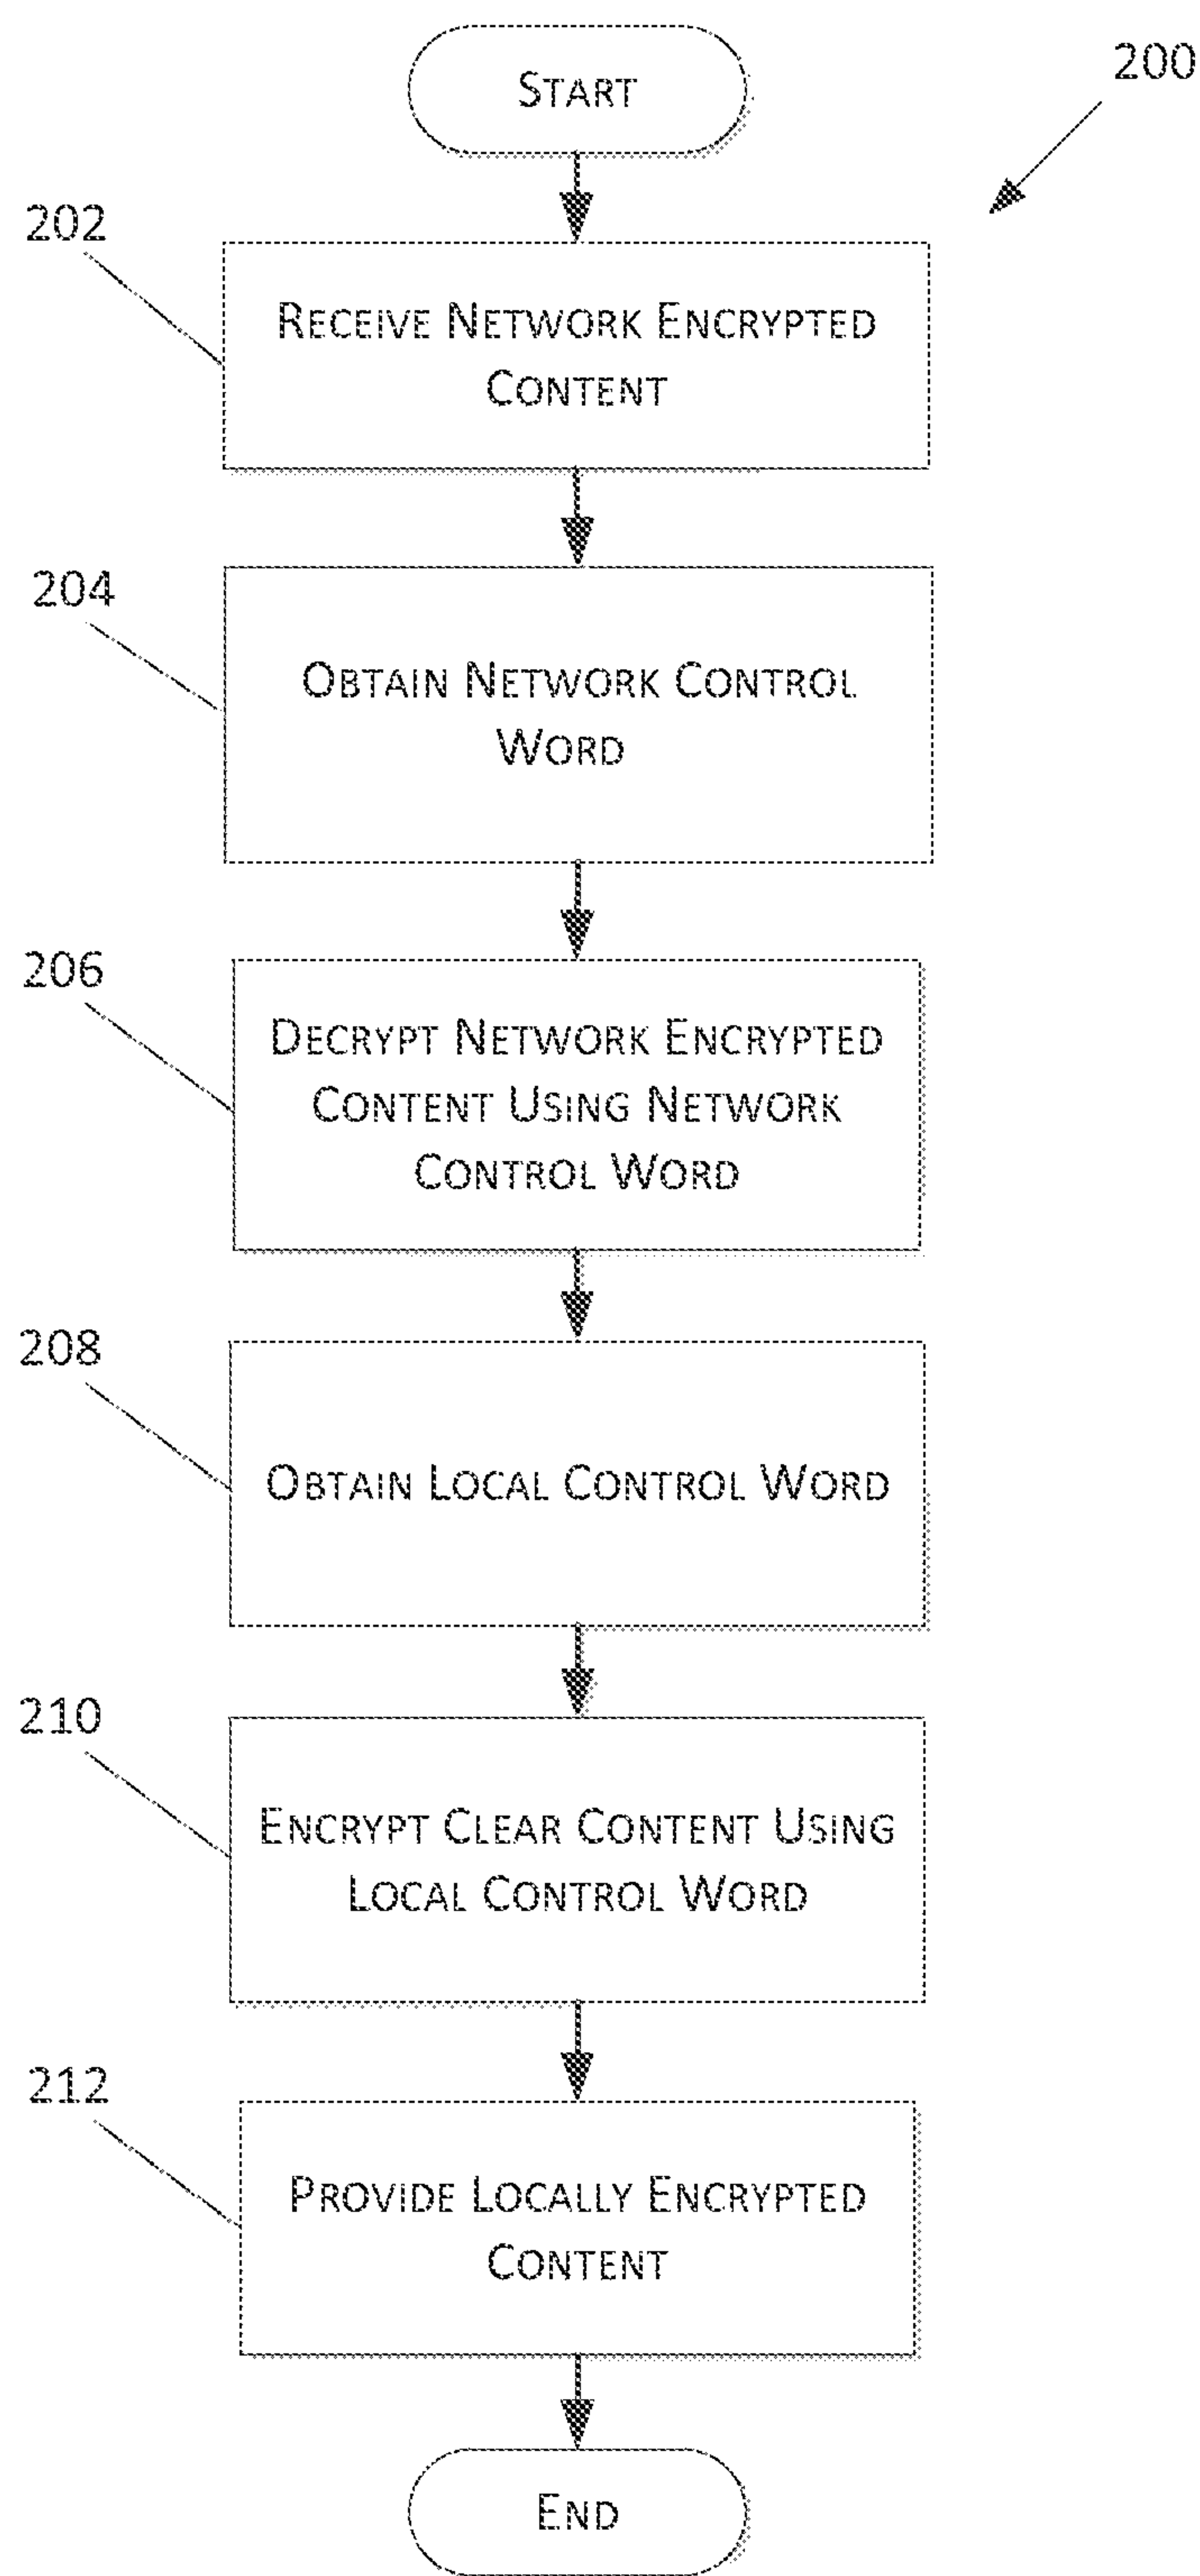 START
200
202
RECEIVE NETWORK ENCRYPTED
CONTENT
204
OBTAIN NETWORK CONTROL
WORD
206
DECRYPT NETWORK ENCRYPTED
CONTENT USING NETWORK
CONTROL WORD
208
OBTAIN LOCAL CONTROL WORD
210
ENCRYPT CLEAR CONTENT USING
LOCAL CONTROL WORD
212
PROVIDE LOCALLY ENCRYPTED
CONTENT
END